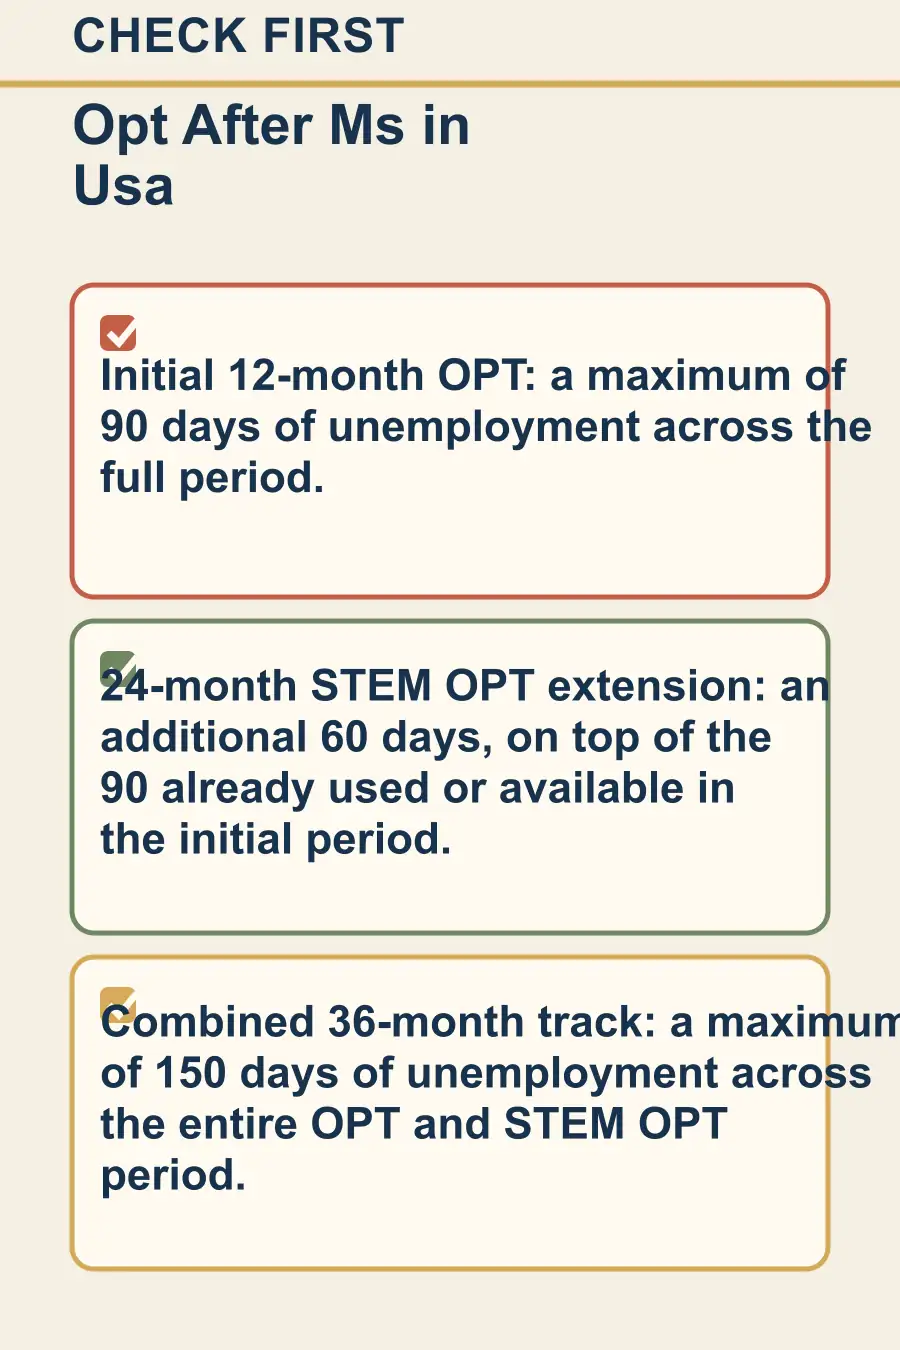 CHECK FIRST
Opt After Ms in
Usa
Initial 12-month OPT: a maximum of
90 days of unemployment across the
full period.
24-month STEM OPT extension: an
additional 60 days, on top of the
90 already used or available in
the initial period.
Combined 36-month track: a maximum
of 150 days of unemployment across
the entire OPT and STEM OPT
period.